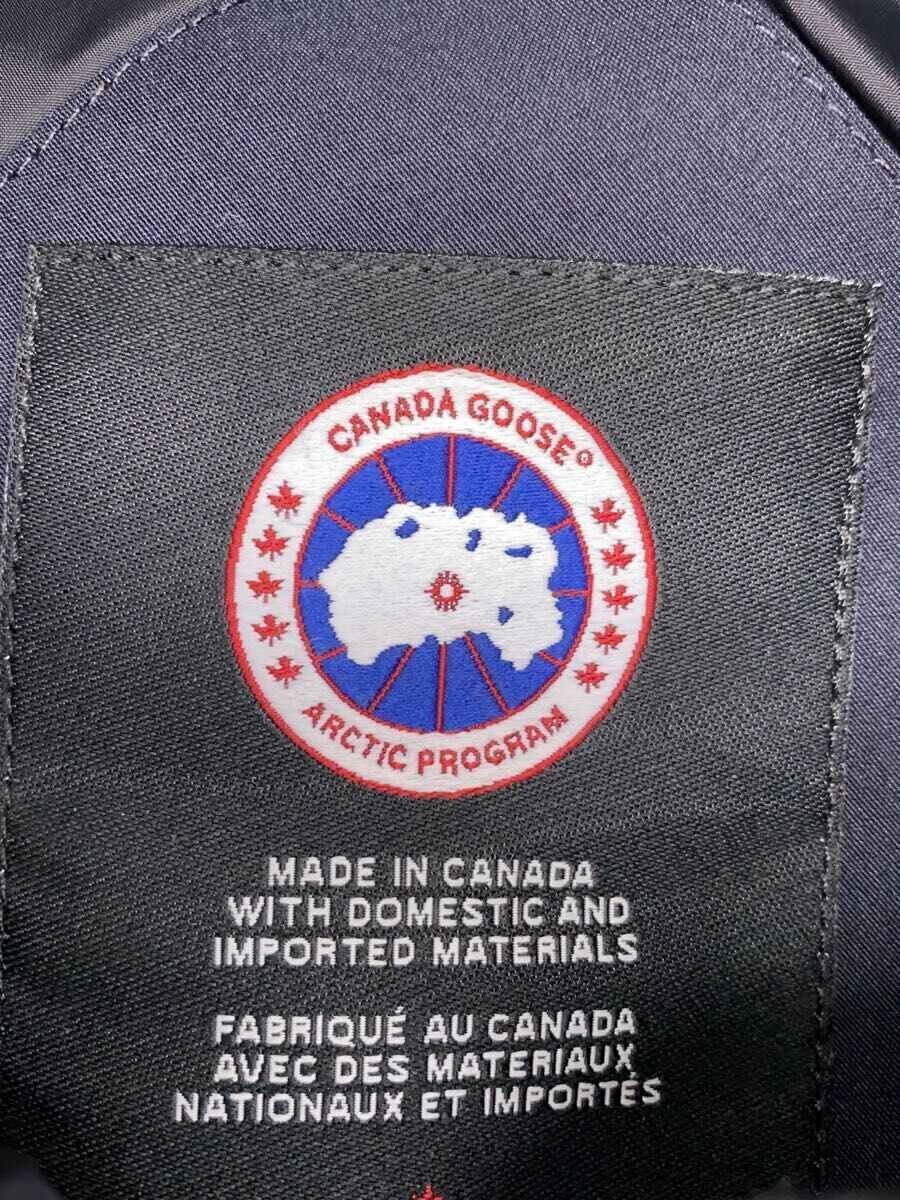 CANADA GOOSE®
ARCTIC PROGRAM
MADE IN CANADA
WITH DOMESTIC AND
IMPORTED MATERIALS
FABRIQUÉ AU CANADA
AVEC DES MATERIAUX
NATIONAUX ET IMPORTÉS